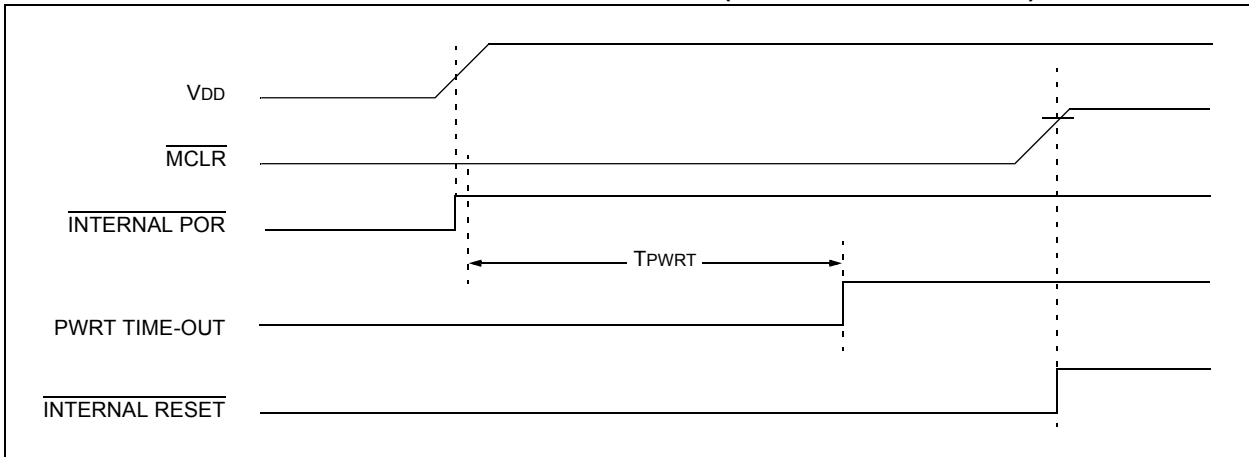 VDD
MCLR
INTERNAL POR
TPWRT
PWRT TIME-OUT
INTERNAL RESET